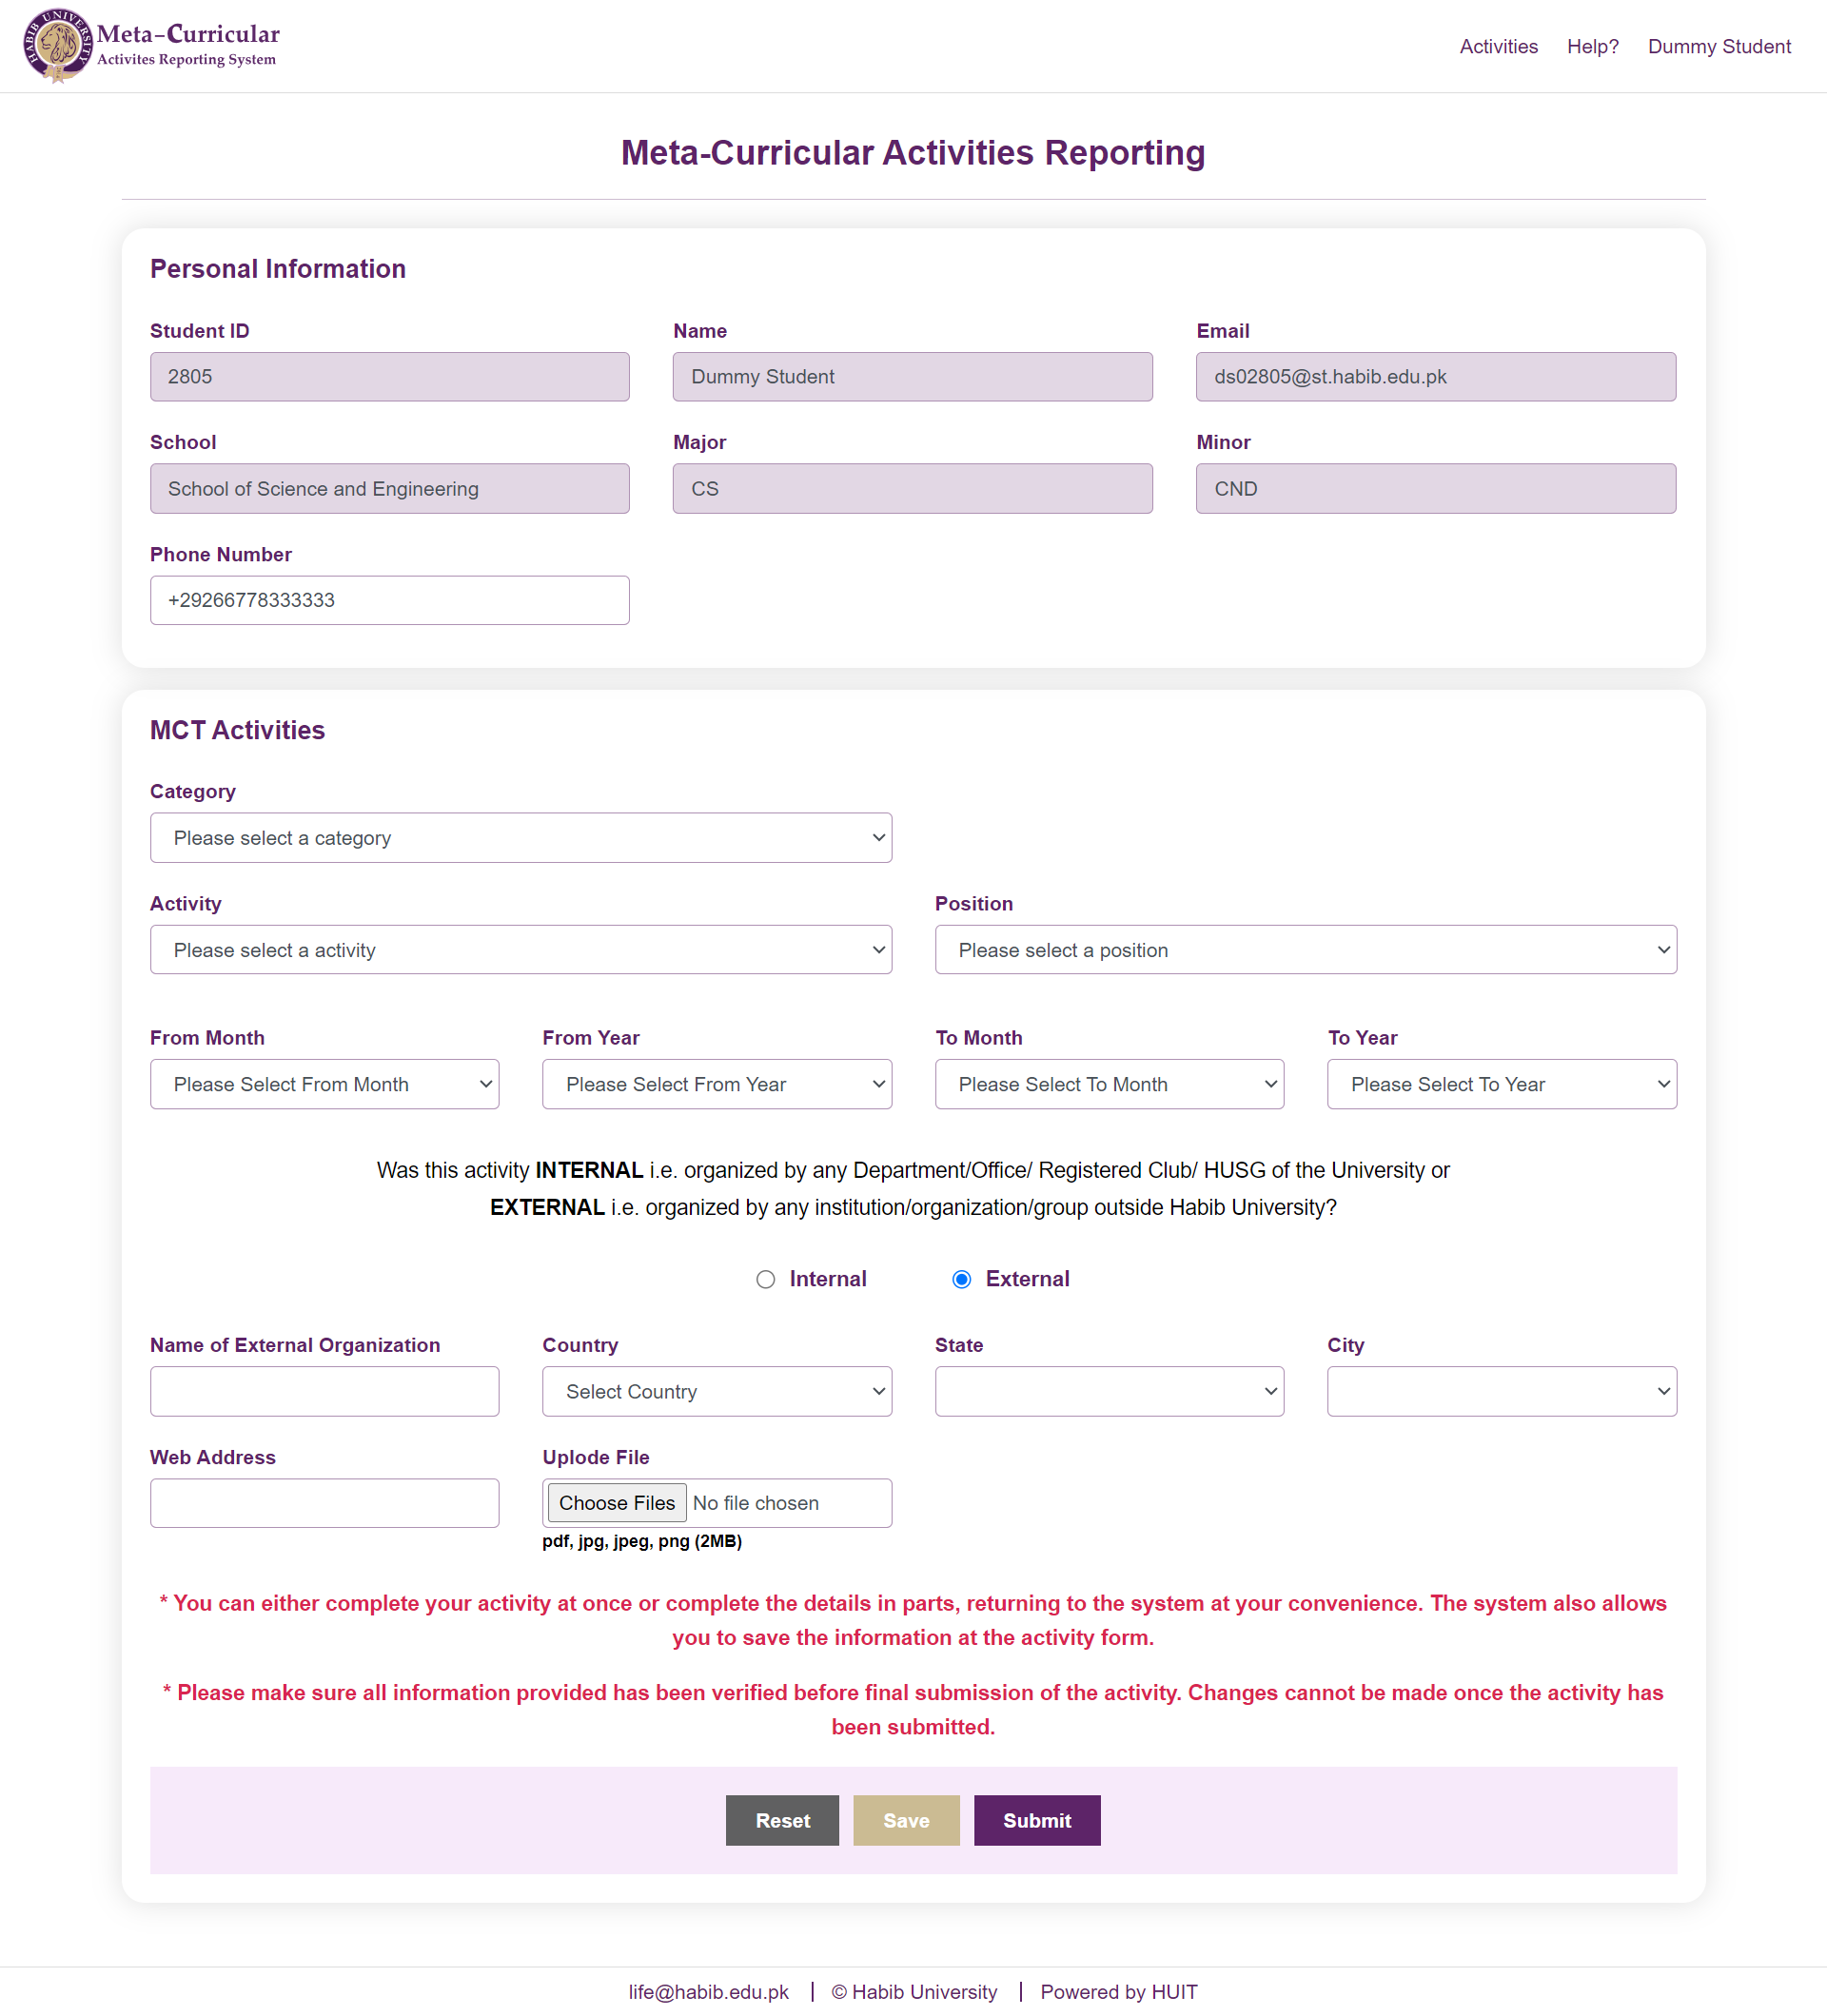 HABIB UNIVERSITY
Meta-Curricular
Activites Reporting System
Activities Help? Dummy Student
Meta-Curricular Activities Reporting
Personal Information
Student ID Name Email
2805 Dummy Student ds02805@st.habib.edu.pk
School Major Minor
School of Science and Engineering CS CND
Phone Number
+29266778333333
MCT Activities
Category
Please select a category
Activity Position
Please select a activity Please select a position
From Month From Year To Month To Year
Please Select From Month Please Select From Year Please Select To Month Please Select To Year
Was this activity INTERNAL i.e. organized by any Department/Office/ Registered Club/ HUSG of the University or
EXTERNAL i.e. organized by any institution/organization/group outside Habib University?
Internal External
Name of External Organization Country State City
Select Country
Web Address Uplode File
Choose Files No file chosen
pdf, jpg, jpeg, png (2MB)
* You can either complete your activity at once or complete the details in parts, returning to the system at your convenience. The system also allows
you to save the information at the activity form.
* Please make sure all information provided has been verified before final submission of the activity. Changes cannot be made once the activity has
been submitted.
Reset Save Submit
life@habib.edu.pk | © Habib University | Powered by HUIT